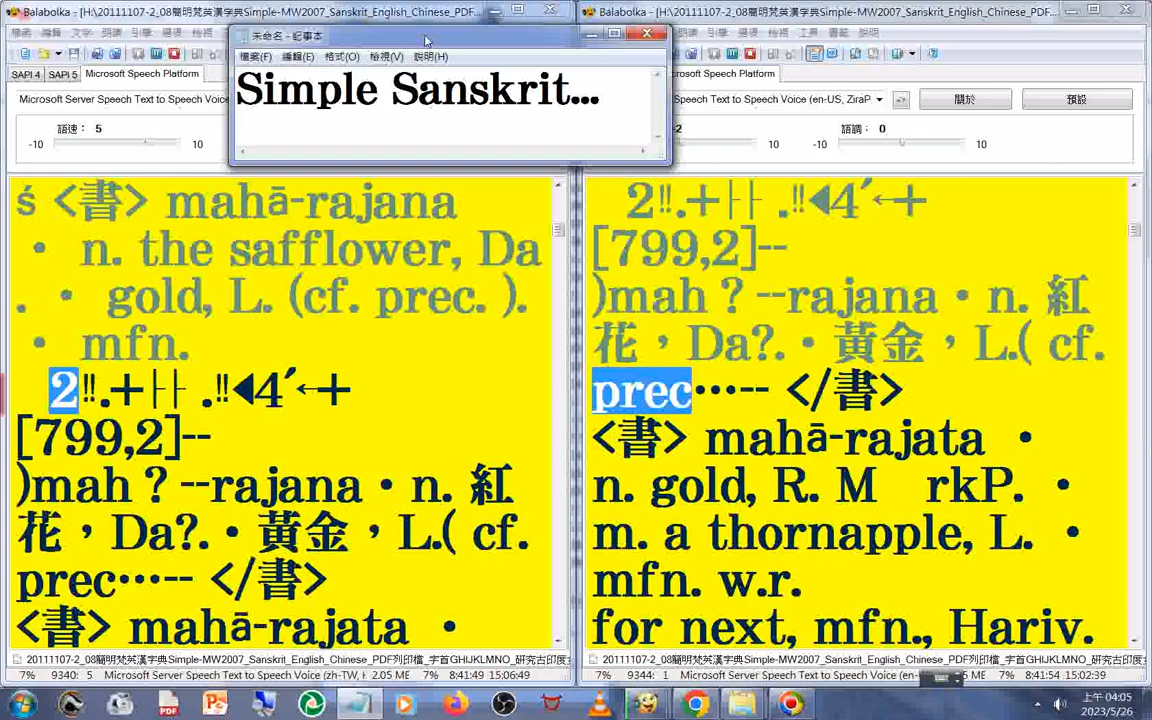 Balabolka - [H:\20111107-2_08簡明梵英漢字典Simple-MW2007_Sanskrit_English_Chinese_PDF...
Balabolka - [H:\20111107-2_08簡明梵英漢字典Simple-MW2007_Sanskrit_English_Chinese_PDF...
未命名 - 記事本
檔案(F) 編輯(E) 格式(O) 檢視(V) 說明(H)
Simple Sanskrit...
SAPI 4 SAPI 5 Microsoft Speech Platform
Platform
Microsoft Server Speech Text to Speech Voice
Speech Text to Speech Voice (en-US, ZiraP
關於
預設
語速： 5
-10 10
-2
10
語調： 0
-10 10
ś <書> mahā-rajana
• n. the safflower, Da
. • gold, L. (cf. prec. ).
• mfn.
2‼.+├├ .‼◀4′←+
[799,2]--
)mah？--rajana • n. 紅
花，Da?. • 黃金，L.( cf.
prec…-- </書>
<書> mahā-rajata •
2‼.+├├ .‼◀4′←+
[799,2]--
)mah？--rajana • n. 紅
花，Da?. • 黃金，L.( cf.
prec…-- </書>
<書> mahā-rajata •
n. gold, R. M rkP. •
m. a thornapple, L. •
mfn. w.r.
for next, mfn., Hariv.
20111107-2_08簡明梵英漢字典Simple-MW2007_Sanskrit_English_Chinese_PDF列印檔_字首GHIJKLMNO_研究古印度
20111107-2_08簡明梵英漢字典Simple-MW2007_Sanskrit_English_Chinese_PDF列印檔_字首GHIJKLMNO_研究古印度
7% 9340: 5 Microsoft Server Speech Text to Speech Voice (zh-TW, 2.05 ME 7% 8:41:49 15:06:49
7% 9344: 1 Microsoft Server Speech Text to Speech Voice (en- 7% 8:41:54 15:02:39
上午 04:05
2023/5/26